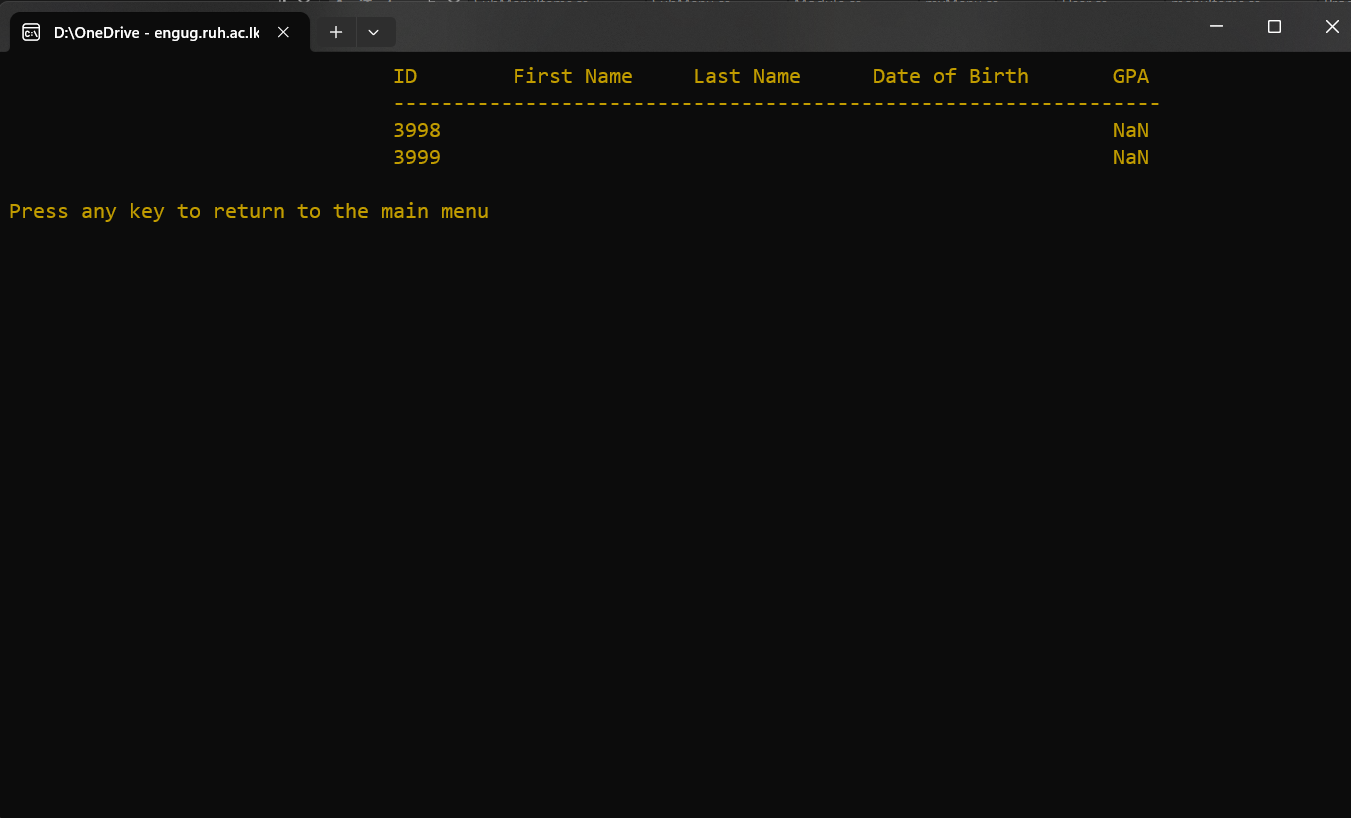 D:\OneDrive - engug.ruh.ac.lk
ID First Name Last Name Date of Birth GPA
----------------------------------------------------------------
3998 NaN
3999 NaN
Press any key to return to the main menu